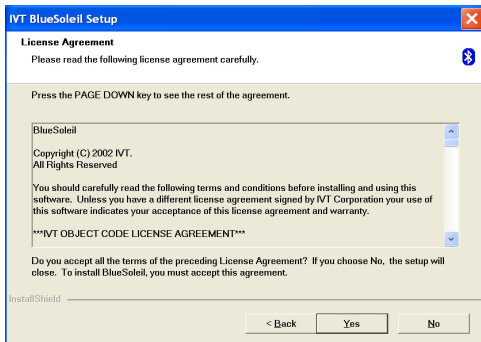 IVT BlueSoleil Setup
License Agreement
Please read the following license agreement carefully.
Press the PAGE DOWN key to see the rest of the agreement.
BlueSoleil
Copyright (C) 2002 IVT.
All Rights Reserved
You should carefully read the following terms and conditions before installing and using this
software.  Unless you have a different license agreement signed by IVT Corporation your use of
this software indicates your acceptance of this license agreement and warranty.
***IVT OBJECT CODE LICENSE AGREEMENT***
Do you accept all the terms of the preceding License Agreement?  If you choose No,  the setup will
close.  To install BlueSoleil, you must accept this agreement.
InstallShield
< Back
Yes
No